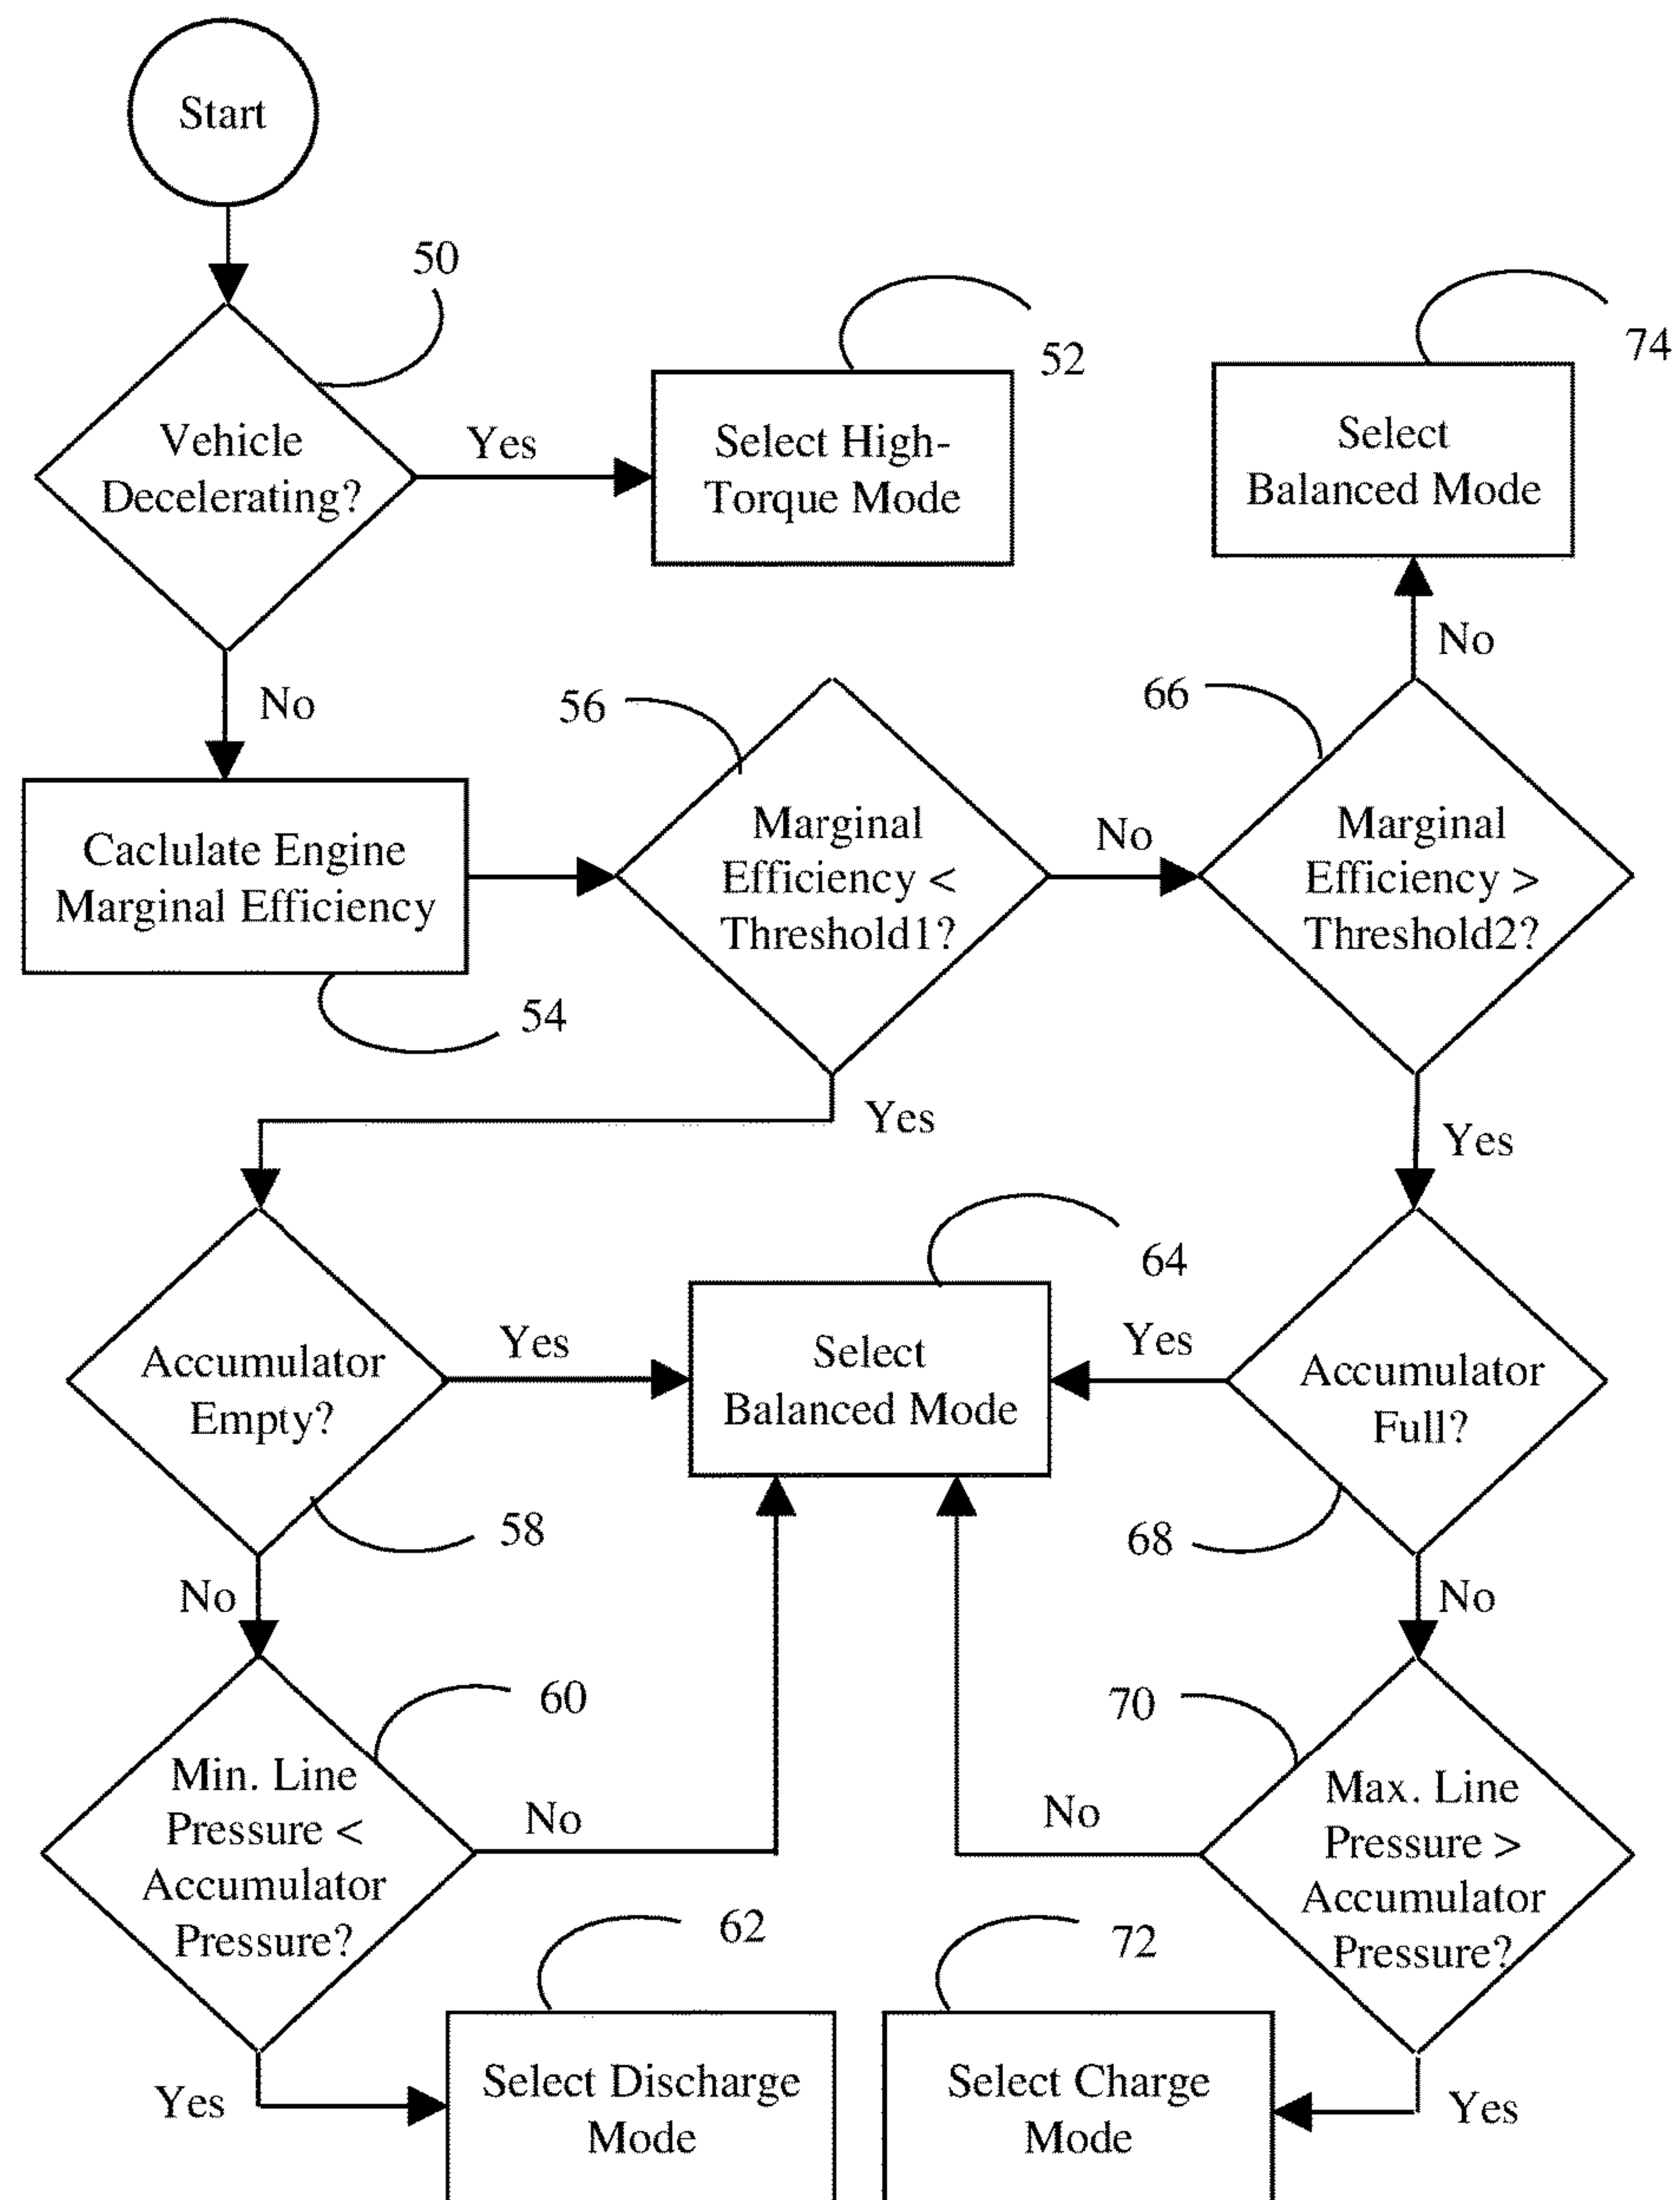 Start
50
Vehicle
Decelerating?
Yes
Select High-
Torque Mode
52
Select
Balanced Mode
74
No
No
Caclulate Engine
Marginal Efficiency
54
56
Marginal
Efficiency <
Threshold1?
No
66
Marginal
Efficiency >
Threshold2?
Yes
Yes
Accumulator
Empty?
58
Yes
Select
Balanced Mode
64
Yes
Accumulator
Full?
68
No
No
60
Min. Line
Pressure <
Accumulator
Pressure?
No
70
Max. Line
Pressure >
Accumulator
Pressure?
No
Yes
62
Select Discharge
Mode
72
Select Charge
Mode
Yes